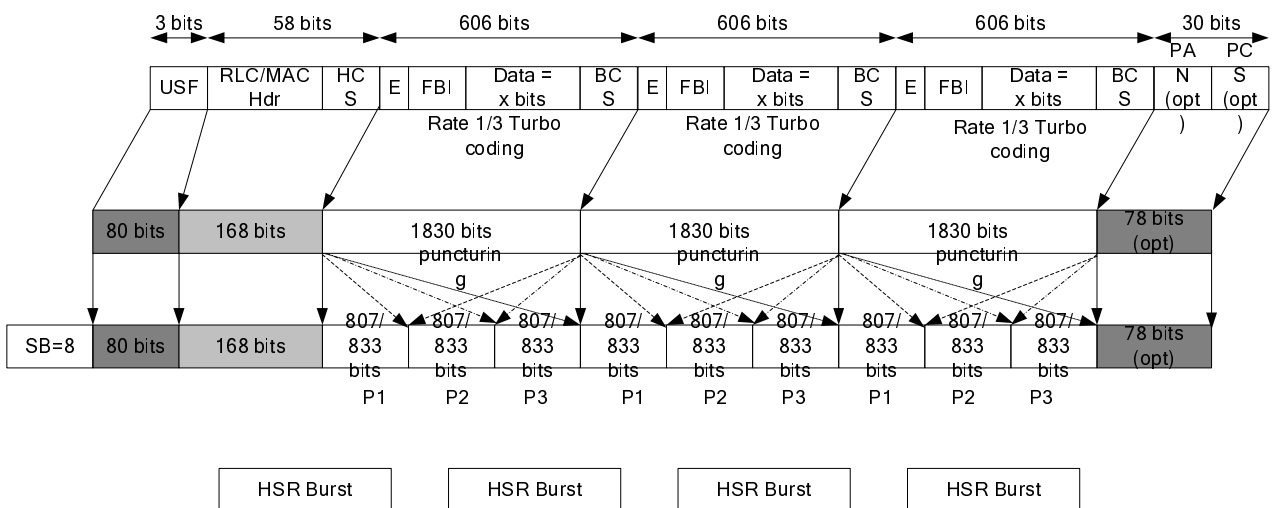 3 bits 58 bits 606 bits 606 bits 606 bits 30 bits
USF RLC/MAC Hdr HC S E FBI Data = x bits BC S E FBI Data = x bits BC S E FBI Data = x bits BC S PA N (opt ) PC S (opt )
Rate 1/3 Turbo coding Rate 1/3 Turbo coding Rate 1/3 Turbo coding
80 bits 168 bits 1830 bits 1830 bits 1830 bits 78 bits (opt)
puncturin g puncturin g puncturin g
SB=8 80 bits 168 bits 807/ 833 bits 807/ 833 bits 807/ 833 bits 807/ 833 bits 807/ 833 bits 807/ 833 bits 807/ 833 bits 807/ 833 bits 807/ 833 bits 78 bits (opt)
P1 P2 P3 P1 P2 P3 P1 P2 P3
HSR Burst HSR Burst HSR Burst HSR Burst